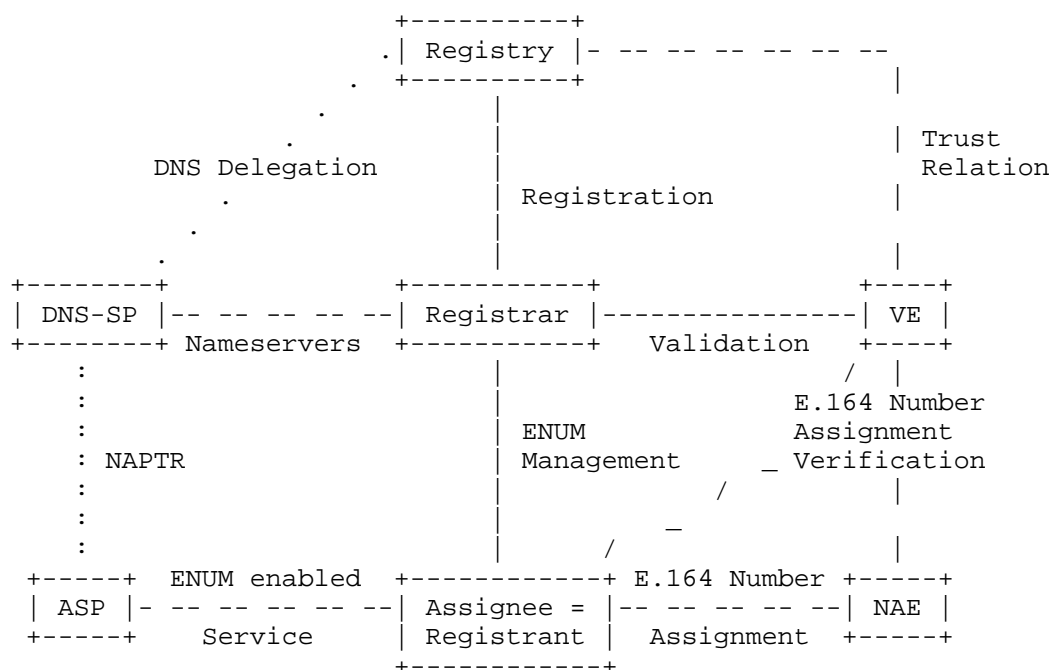 Registry
Trust
DNS Delegation Relation
Registration
DNS-SP Registrar VE
Nameservers Validation
E.164 Number
ENUM Assignment
NAPTR Management Verification
ENUM enabled E.164 Number
ASP Assignee = NAE
Service Registrant Assignment